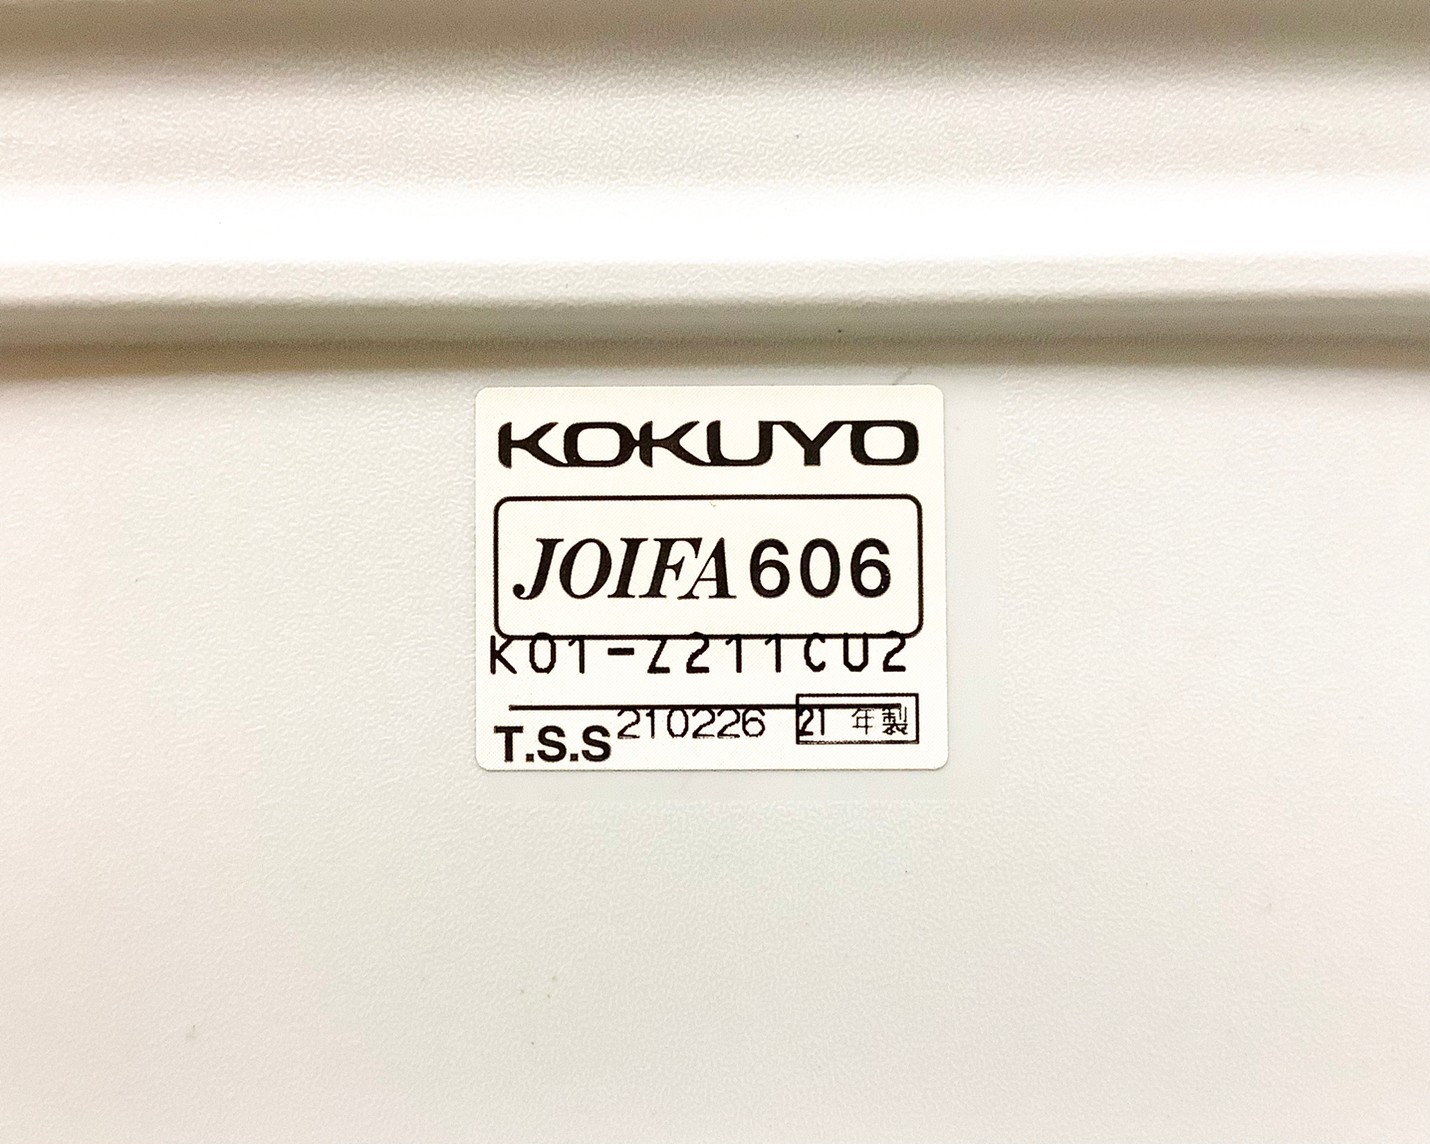 KOKUYO
JOIFA 606
K01-Z211CU2
T.S.S 210226 21 年製